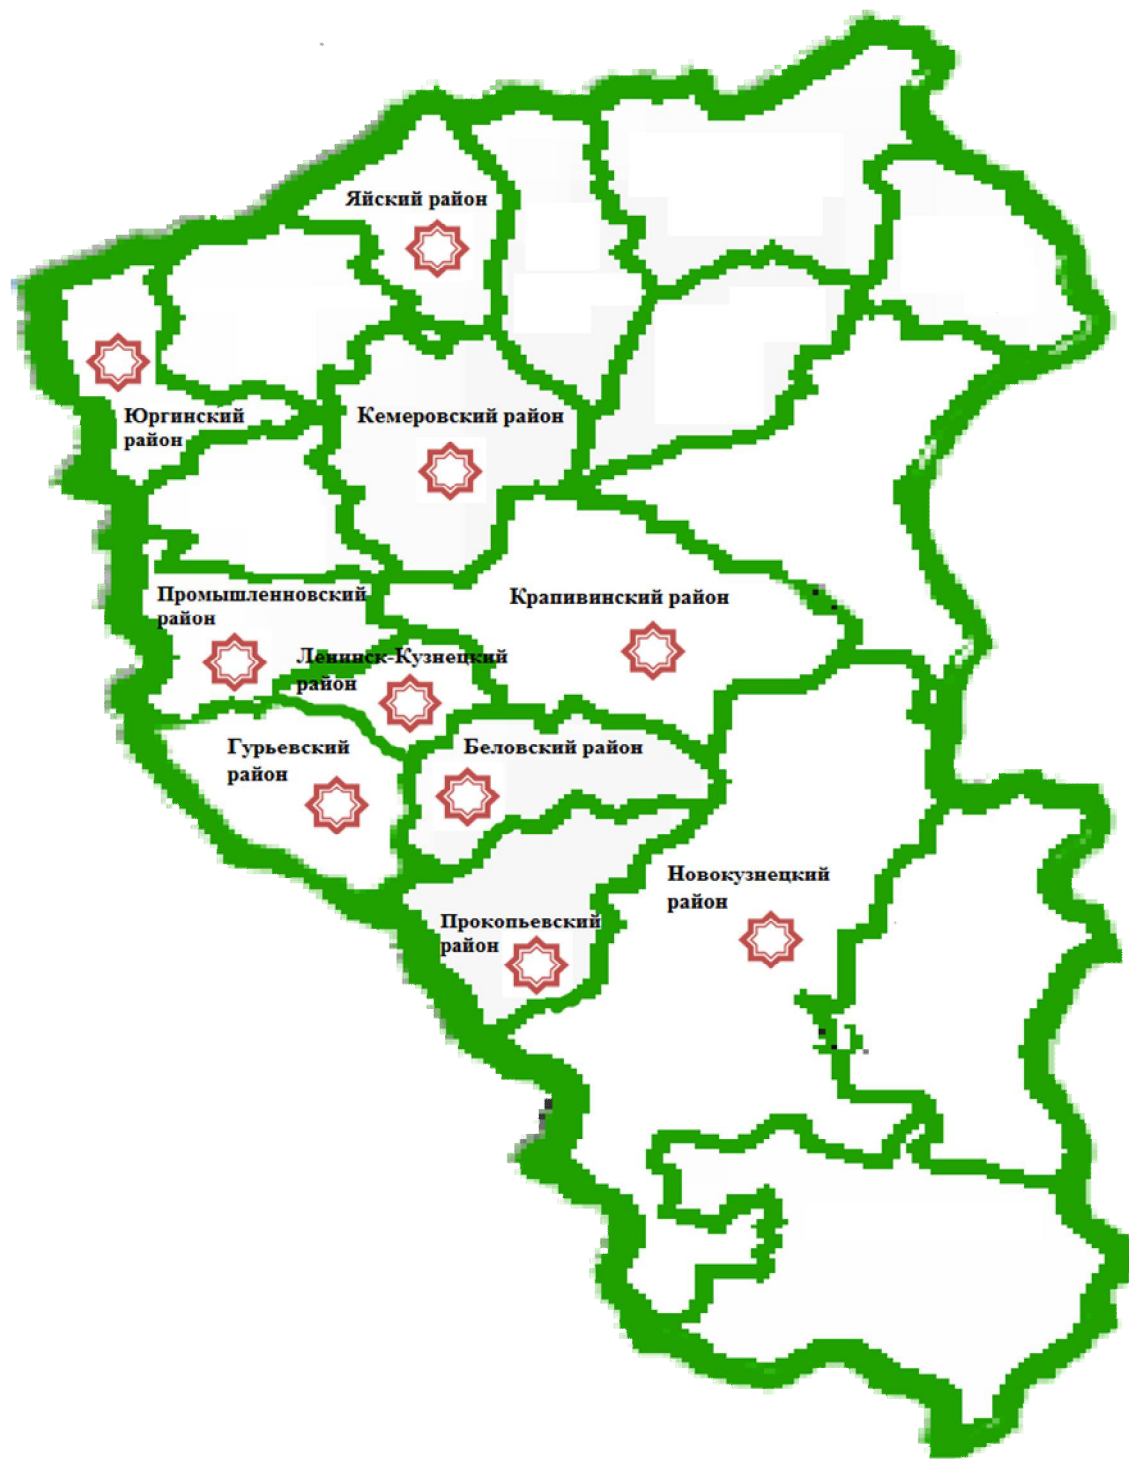 Яйский район
Юргинский
район
Кемеровский район
Промышленновский
район
Крапивинский район
Ленинск-Кузнецкий
район
Гурьевский
район
Беловский район
Новокузнецкий
район
Прокопьевский
район